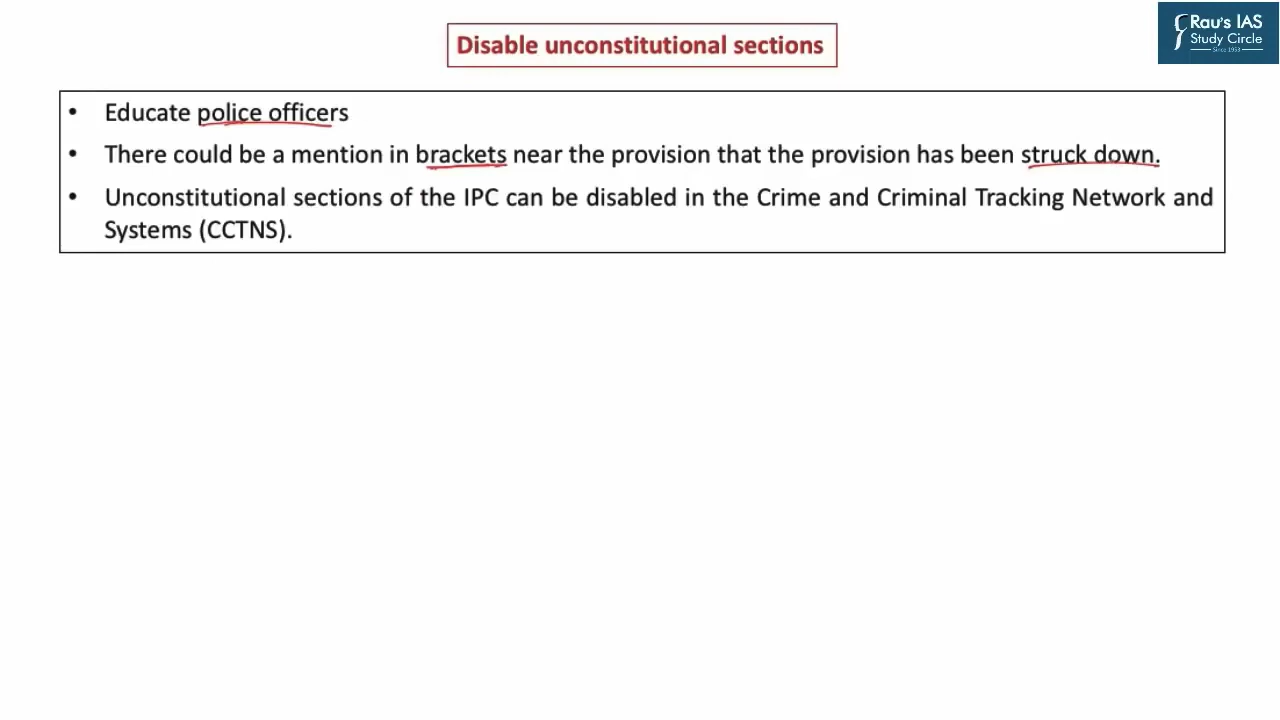 Disable unconstitutional sections
Rau's IAS
Study Circle
Since 1953
• Educate police officers
• There could be a mention in brackets near the provision that the provision has been struck down.
• Unconstitutional sections of the IPC can be disabled in the Crime and Criminal Tracking Network and
Systems (CCTNS).